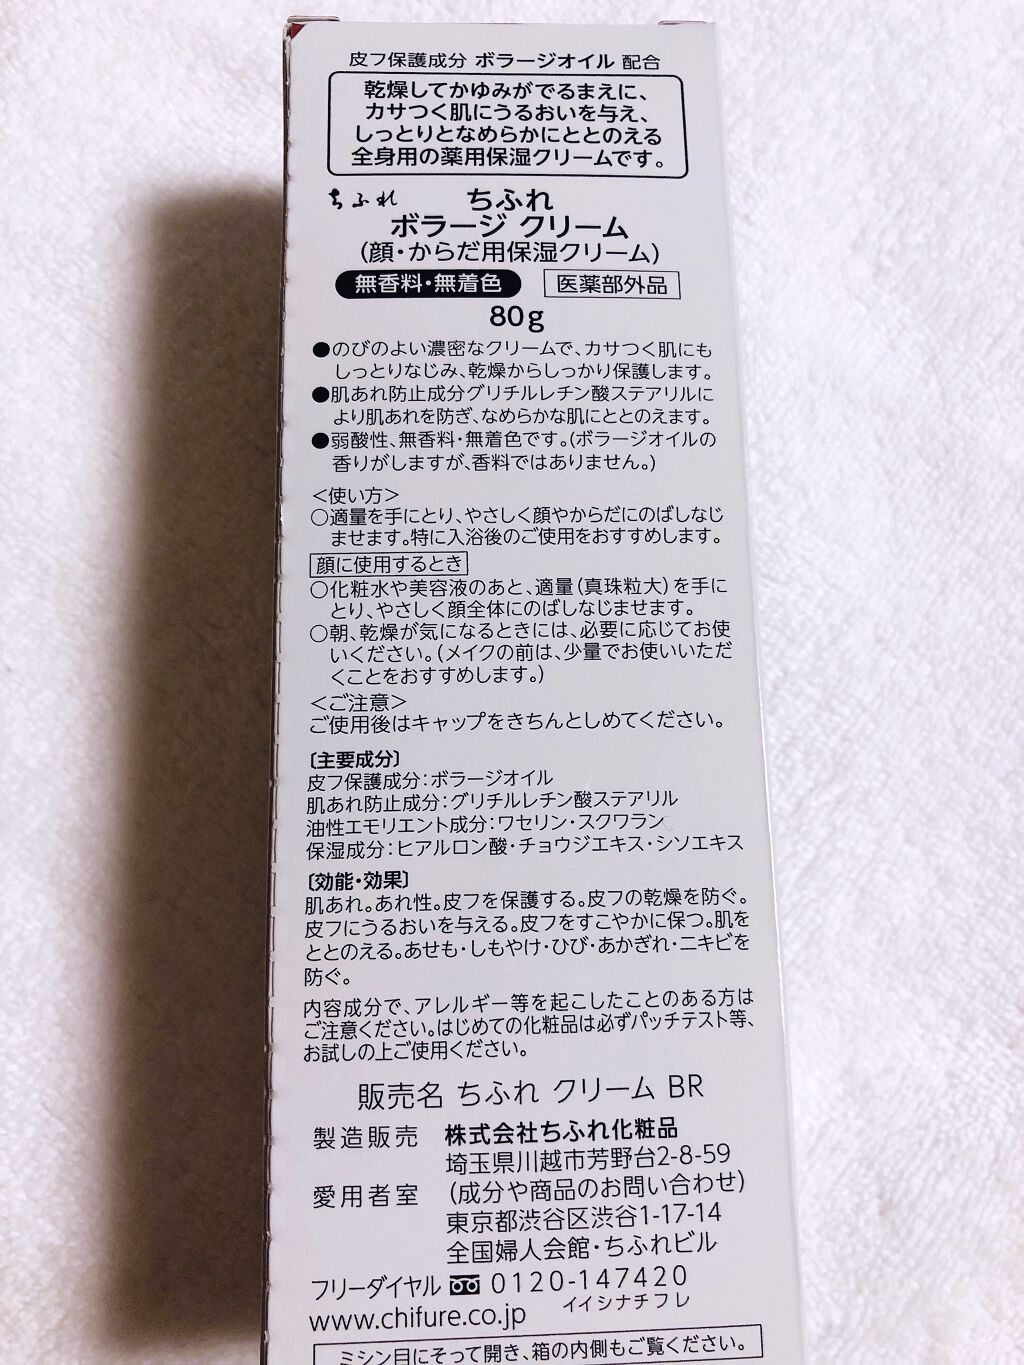 皮フ保護成分 ボラージオイル 配合
乾燥してかゆみがでるまえに、
カサつく肌にうるおいを与え、
しっとりとなめらかにととのえる
全身用の薬用保湿クリームです。
ちふれ ちふれ
ボラージ クリーム
(顔・からだ用保湿クリーム)
無香料・無着色 医薬部外品
80g
●のびのよい濃密なクリームで、カサつく肌にも
しっとりなじみ、乾燥からしっかり保護します。
●肌あれ防止成分グリチルレチン酸ステアリルに
より肌あれを防ぎ、なめらかな肌にととのえます。
●弱酸性、無香料・無着色です。(ボラージオイルの
香りがしますが、香料ではありません。)
<使い方>
○適量を手にとり、やさしく顔やからだにのばしなじ
ませます。特に入浴後のご使用をおすすめします。
顔に使用するとき
○化粧水や美容液のあと、適量(真珠粒大)を手に
とり、やさしく顔全体にのばしなじませます。
○朝、乾燥が気になるときには、必要に応じてお使
いください。(メイクの前は、少量でお使いいただ
くことをおすすめします。)
<ご注意>
ご使用後はキャップをきちんとしめてください。
〔主要成分〕
皮フ保護成分:ボラージオイル
肌あれ防止成分:グリチルレチン酸ステアリル
油性エモリエント成分:ワセリン・スクワラン
保湿成分:ヒアルロン酸・チョウジエキス・シソエキス
〔効能・効果〕
肌あれ。あれ性。皮フを保護する。皮フの乾燥を防ぐ。
皮フにうるおいを与える。皮フをすこやかに保つ。肌を
ととのえる。あせも・しもやけ・ひび・あかぎれ・ニキビを
防ぐ。
内容成分で、アレルギー等を起こしたことのある方は
ご注意ください。はじめての化粧品は必ずパッチテスト等、
お試しの上ご使用ください。
販売名 ちふれ クリーム BR
製造販売 株式会社ちふれ化粧品
埼玉県川越市芳野台2-8-59
愛用者室 (成分や商品のお問い合わせ)
東京都渋谷区渋谷1-17-14
全国婦人会館・ちふれビル
フリーダイヤル 0120-147420
www.chifure.co.jp イイシナチフレ
ミシン目にそって開き、箱の内側もご覧ください。